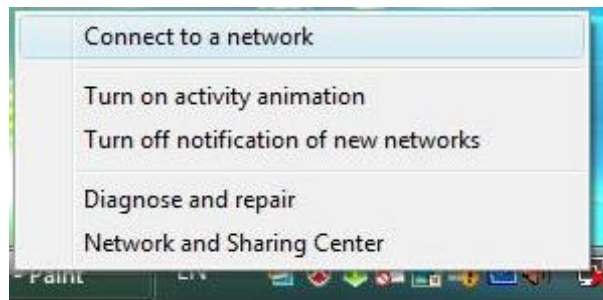 Connect to a network
Turn on activity animation
Turn off notification of new networks
Diagnose and repair
Network and Sharing Center
- Paint EN